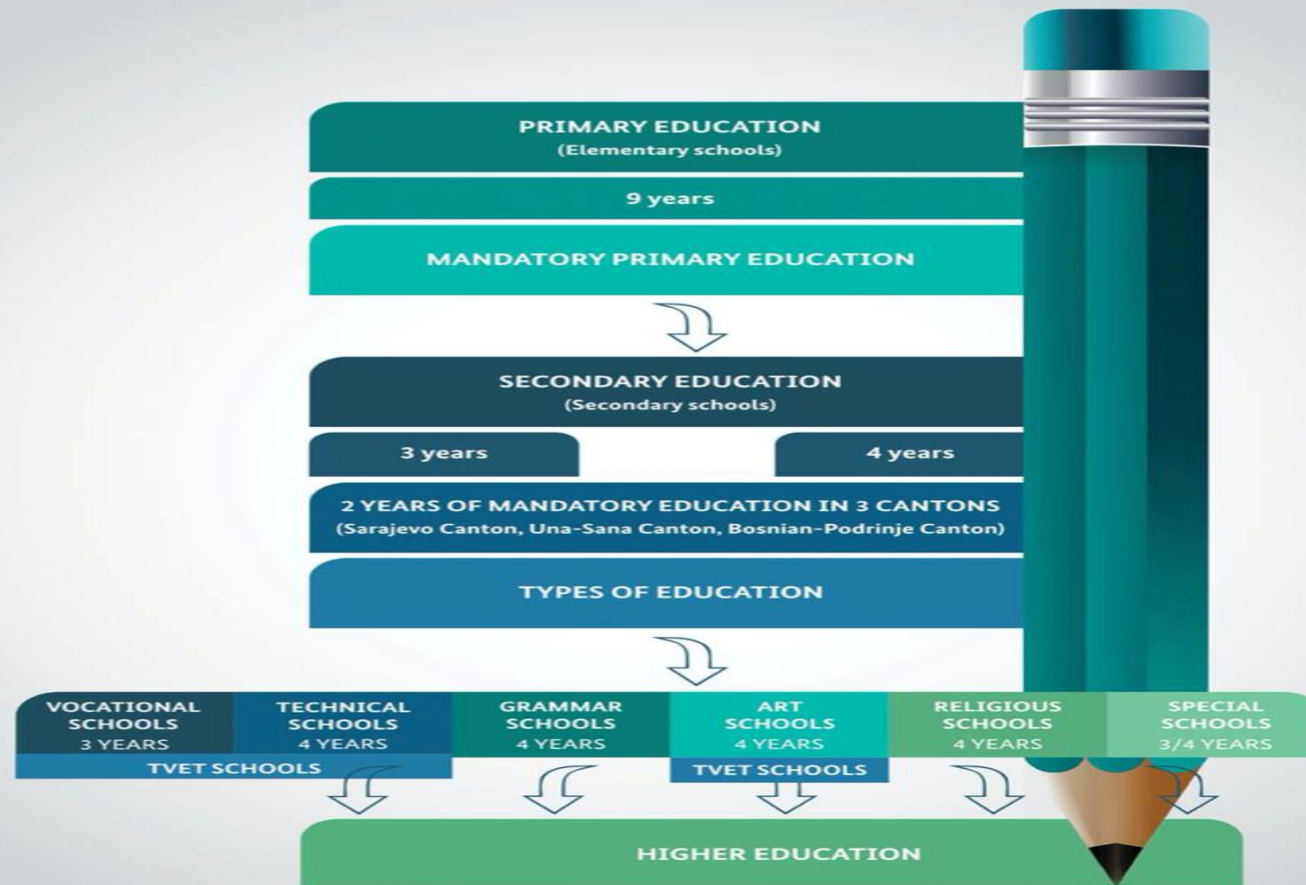 PRIMARY EDUCATION
(Elementary schools)
9 years
MANDATORY PRIMARY EDUCATION
SECONDARY EDUCATION
(Secondary schools)
3 years
4 years
2 YEARS OF MANDATORY EDUCATION IN 3 CANTONS
(Sarajevo Canton, Una-Sana Canton, Bosnian-Podrinje Canton)
TYPES OF EDUCATION
VOCATIONAL
SCHOOLS
3 YEARS
TECHNICAL
SCHOOLS
4 YEARS
TVET SCHOOLS
GRAMMAR
SCHOOLS
4 YEARS
ART
SCHOOLS
4 YEARS
TVET SCHOOLS
RELIGIOUS
SCHOOLS
4 YEARS
SPECIAL
SCHOOLS
3/4 YEARS
HIGHER EDUCATION